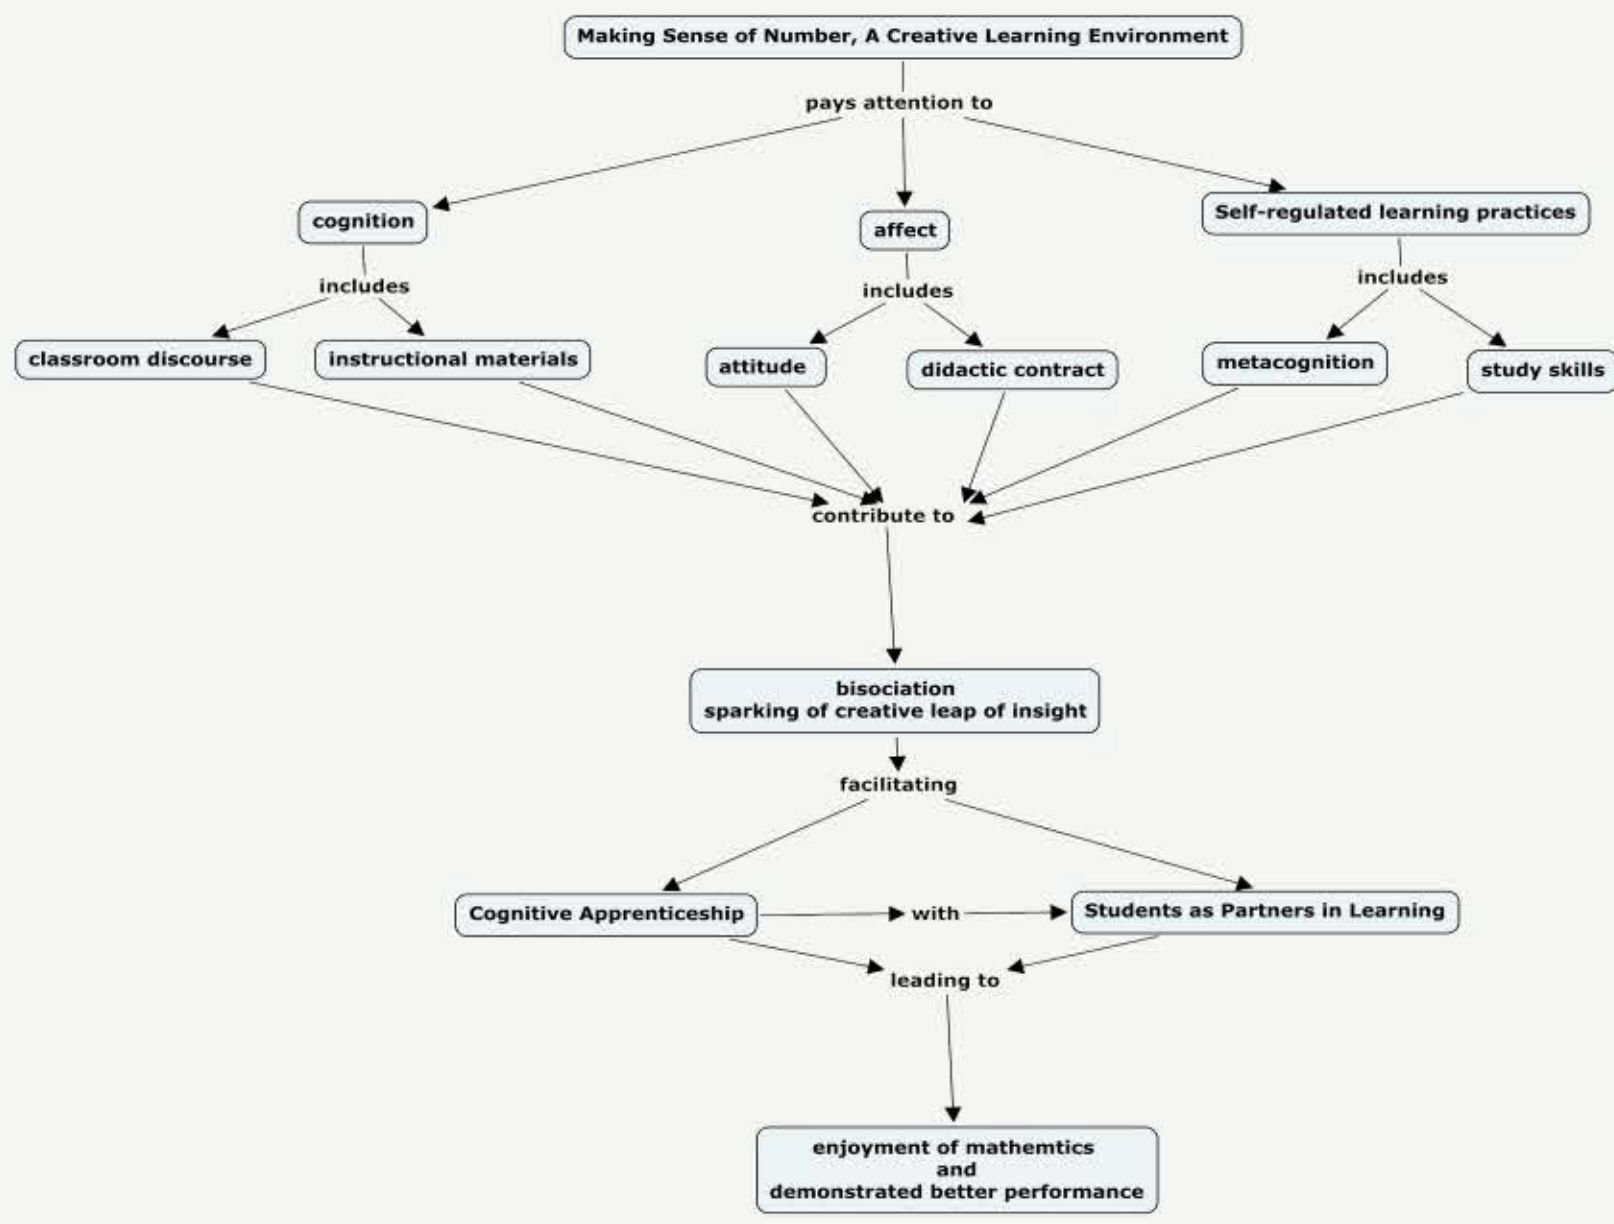 Making Sense of Number, A Creative Learning Environment
pays attention to
cognition
affect
Self-regulated learning practices
includes
includes
includes
classroom discourse
instructional materials
attitude
didactic contract
metacognition
study skills
contribute to
bisociation
sparking of creative leap of insight
facilitating
Cognitive Apprenticeship
with
Students as Partners in Learning
leading to
enjoyment of mathemtics
and
demonstrated better performance